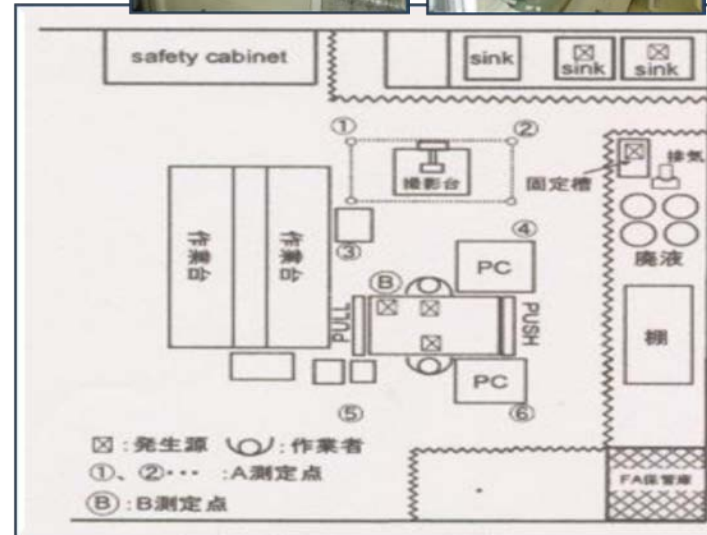 safety cabinet
sink
sink
sink
①
②
撮影台
固定槽
排気
③
④
廃液
作業台
作業台
PC
Ⓑ
PULL
PUSH
棚
PC
⑤
⑥
:発生源 :作業者
①、②・・・ :A測定点
Ⓑ:B測定点
FA保管庫